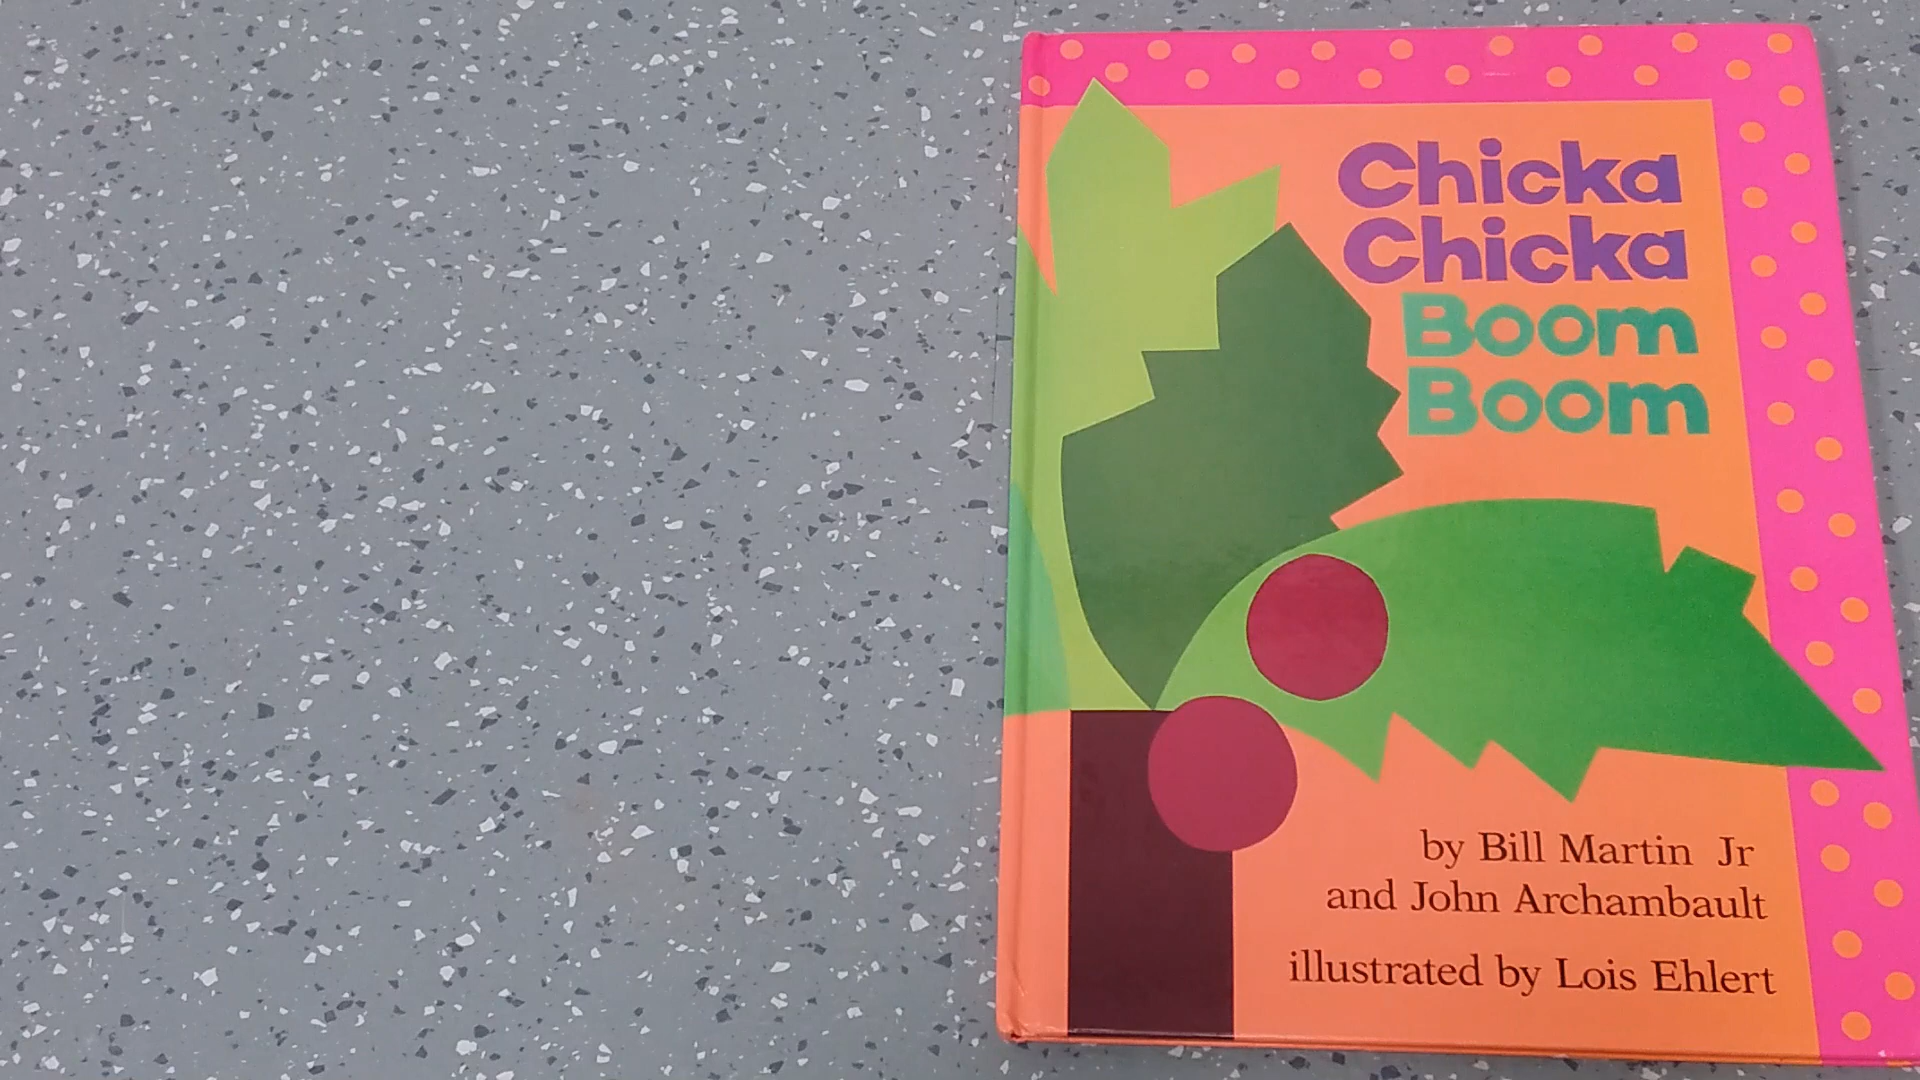 Chicka
Chicka
Boom
Boom
by Bill Martin Jr
and John Archambault
illustrated by Lois Ehlert